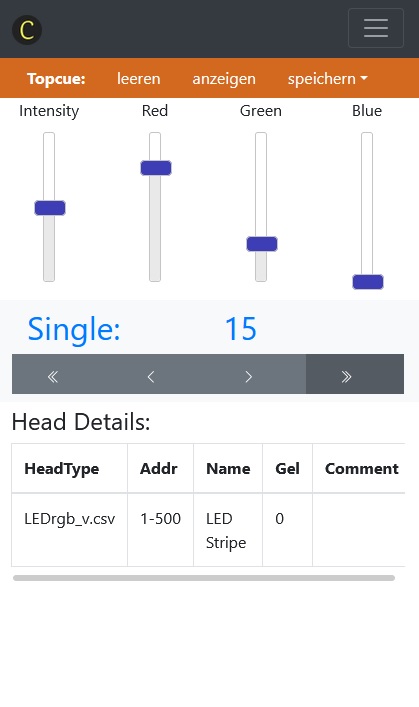 C
Topcue: leeren anzeigen speichern
Intensity Red Green Blue
Single: 15
Head Details:
HeadType Addr Name Gel Comment
LEDrgb_v.csv 1-500 LED 0
Stripe